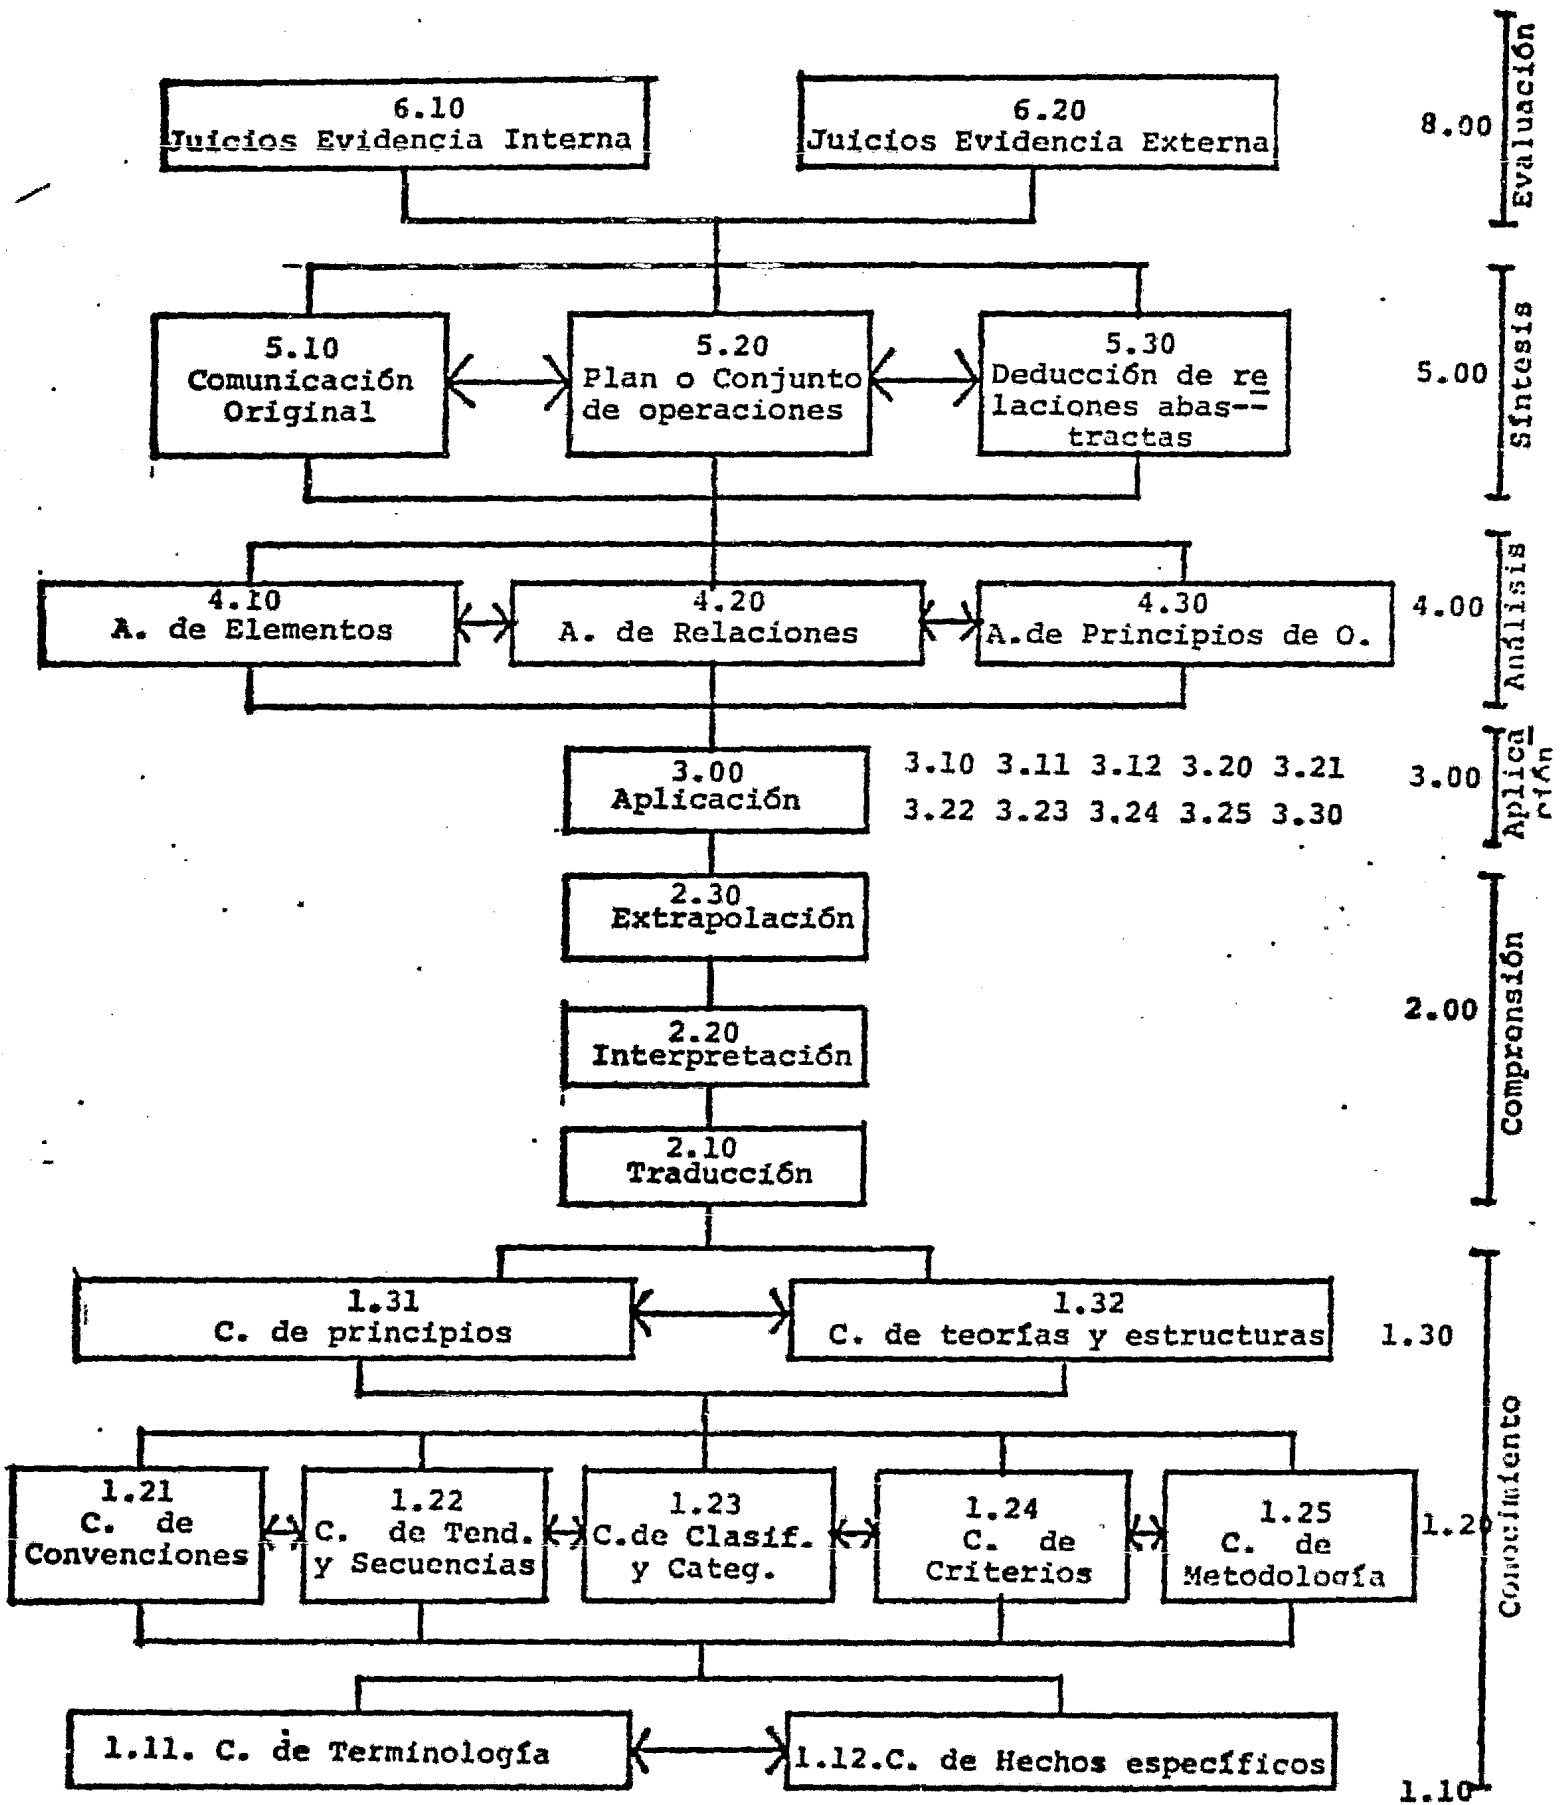 6.10
Juicios Evidencia Interna
6.20
Juicios Evidencia Externa
8.00
Evaluación
5.10
Comunicación
Original
5.20
Plan o Conjunto
de operaciones
5.30
Deducción de re
laciones abas--
tractas
5.00
Síntesis
4.10
A. de Elementos
4.20
A. de Relaciones
4.30
A.de Principios de O.
4.00
Análisis
3.00
Aplicación
3.10 3.11 3.12 3.20 3.21
3.22 3.23 3.24 3.25 3.30
3.00
Aplica
ción
2.30
Extrapolación
2.20
Interpretación
2.10
Traducción
2.00
Compronsión
1.31
C. de principios
1.32
C. de teorías y estructuras
1.30
1.21
C. de
Convenciones
1.22
C. de Tend.
y Secuencias
1.23
C.de Clasif.
y Categ.
1.24
C. de
Criterios
1.25
C. de
Metodología
1.20
Conocimiento
1.11. C. de Terminología
1.12.C. de Hechos específicos
1.10